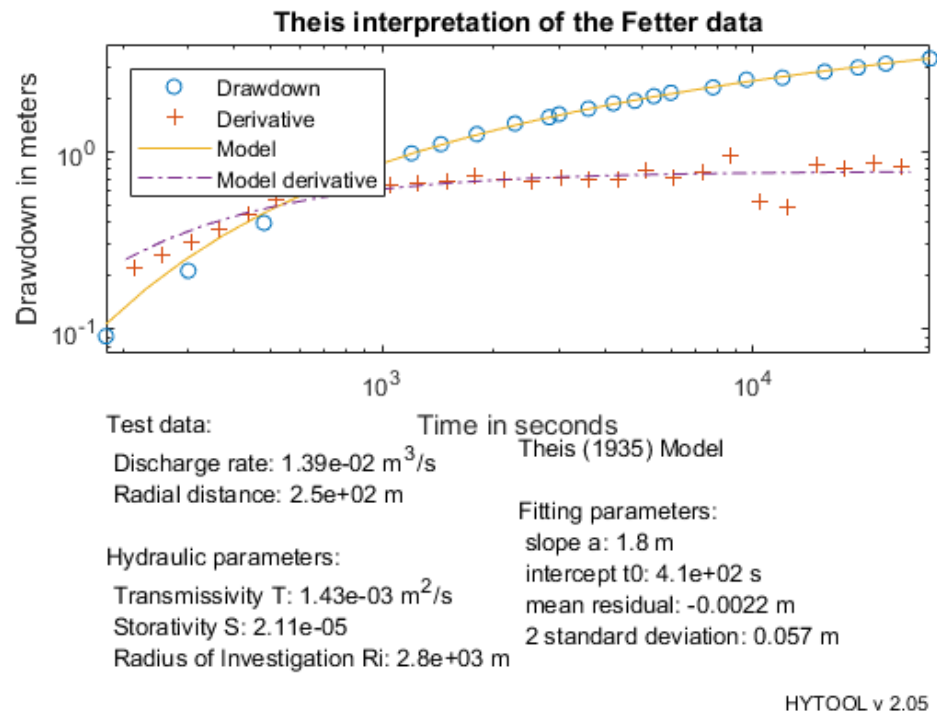 Theis interpretation of the Fetter data
Drawdown in meters
10^0
10^-1
Drawdown
Derivative
Model
Model derivative
10^3
10^4
Time in seconds
Test data:
Discharge rate: 1.39e-02 m^3/s
Radial distance: 2.5e+02 m
Hydraulic parameters:
Transmissivity T: 1.43e-03 m^2/s
Storativity S: 2.11e-05
Radius of Investigation Ri: 2.8e+03 m
Theis (1935) Model
Fitting parameters:
slope a: 1.8 m
intercept t0: 4.1e+02 s
mean residual: -0.0022 m
2 standard deviation: 0.057 m
HYTOOL v 2.05